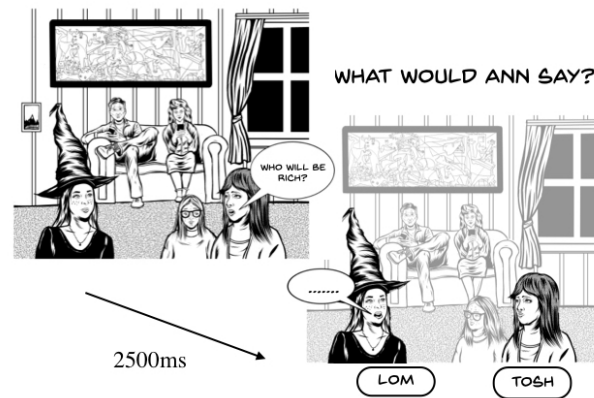 WHO WILL BE
RICH?
WHAT WOULD ANN SAY?
.......
2500ms
LOM
TOSH